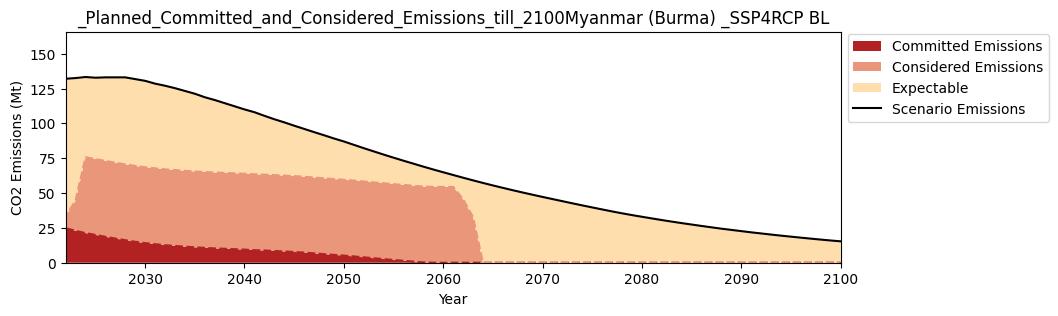 _Planned_Committed_and_Considered_Emissions_till_2100Myanmar (Burma) _SSP4RCP BL
CO2 Emissions (Mt)
150
125
100
75
50
25
0
2030 2040 2050 2060 2070 2080 2090 2100
Year
Committed Emissions
Considered Emissions
Expectable
Scenario Emissions